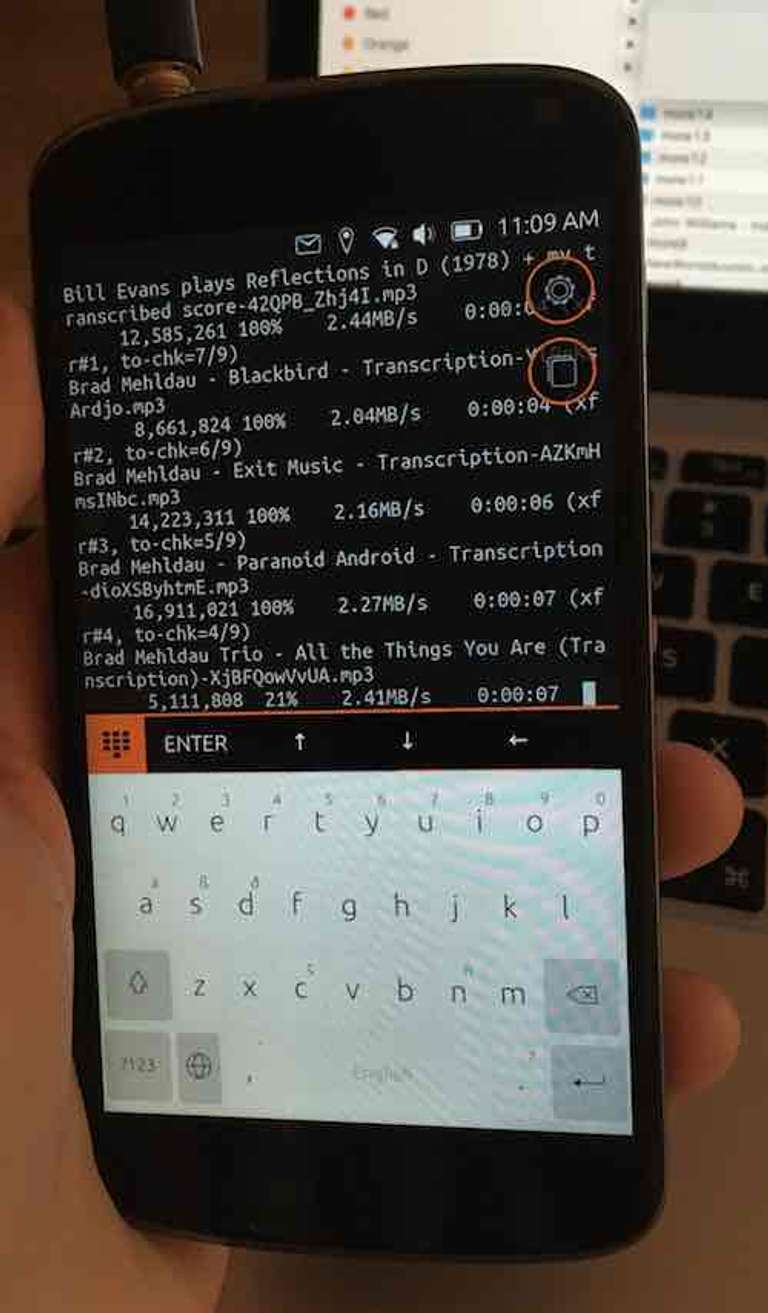 Red
Orange
11:09 AM
Bill Evans plays Reflections in D (1978) + my t
ranscribed score-42QPB_Zhj4I.mp3
12,585,261 100% 2.44MB/s
r#1, to-chk=7/9)
Brad Mehldau - Blackbird - Transcription-
Ardjo.mp3
8,661,824 100% 2.04MB/s 0:00:04 (xf
r#2, to-chk=6/9)
Brad Mehldau - Exit Music - Transcription-AZKmH
msINbc.mp3
14,223,311 100% 2.16MB/s 0:00:06 (xf
r#3, to-chk=5/9)
Brad Mehldau - Paranoid Android - Transcription
-dioXSByhtmE.mp3
16,911,021 100% 2.27MB/s 0:00:07 (xf
r#4, to-chk=4/9)
Brad Mehldau Trio - All the Things You Are (Tra
nscription)-XjBFQowVvUA.mp3
5,111,808 21% 2.41MB/s 0:00:07
ENTER ↑ ↓ ←
1 2 3 4 5 6 7 8 9 0
q w e r t y u i o p
a s d f g h j k l
z x c v b n m
?123 , English . ?